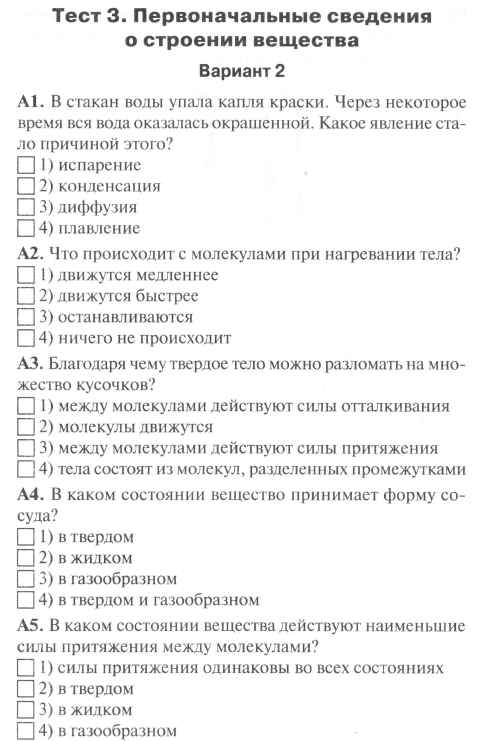 Тест 3. Первоначальные сведения
о строении вещества
Вариант 2
А1. В стакан воды упала капля краски. Через некоторое
время вся вода оказалась окрашенной. Какое явление ста-
ло причиной этого?
1) испарение
2) конденсация
3) диффузия
4) плавление
А2. Что происходит с молекулами при нагревании тела?
1) движутся медленнее
2) движутся быстрее
3) останавливаются
4) ничего не происходит
А3. Благодаря чему твердое тело можно разломать на мно-
жество кусочков?
1) между молекулами действуют силы отталкивания
2) молекулы движутся
3) между молекулами действуют силы притяжения
4) тела состоят из молекул, разделенных промежутками
А4. В каком состоянии вещество принимает форму со-
суда?
1) в твердом
2) в жидком
3) в газообразном
4) в твердом и газообразном
А5. В каком состоянии вещества действуют наименьшие
силы притяжения между молекулами?
1) силы притяжения одинаковы во всех состояниях
2) в твердом
3) в жидком
4) в газообразном